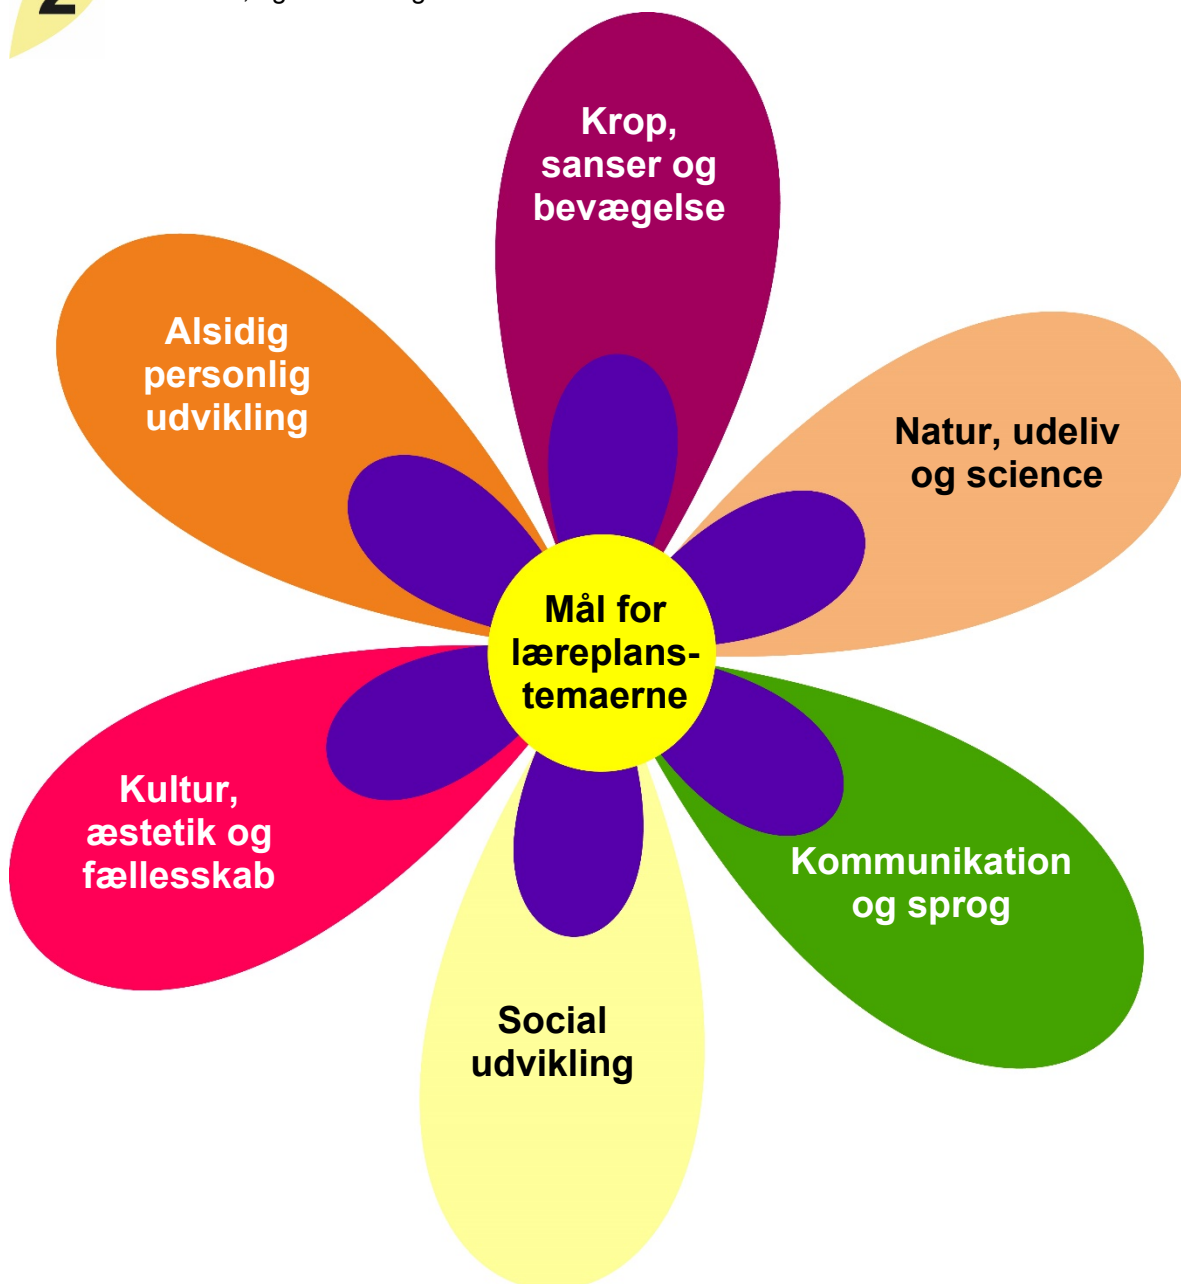 Krop,
sanser og
bevægelse
Alsidig
personlig
udvikling
Natur, udeliv
og science
Mål for
læreplans-
temaerne
Kultur,
æstetik og
fællesskab
Kommunikation
og sprog
Social
udvikling